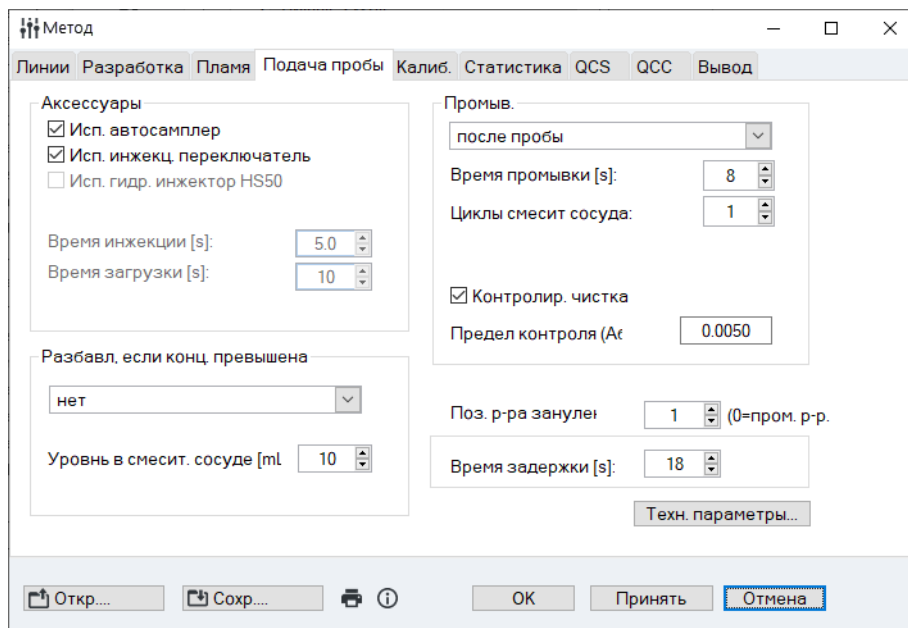 Метод
Линии Разработка Пламя Подача пробы Калиб. Статистика QCS QCC Вывод
Аксессуары
Исп. автосамплер
Исп. инжекц. переключатель
Исп. гидр. инжектор HS50
Время инжекции [s]: 5.0
Время загрузки [s]: 10
Разбавл, если конц. превышена
нет
Уровнь в смесит. сосуде [mL 10
Промыв.
после пробы
Время промывки [s]: 8
Циклы смесит сосуда: 1
Контролир. чистка
Предел контроля (Аб 0.0050
Поз. р-ра занулен 1 (0=пром. р-р.
Время задержки [s]: 18
Техн. параметры...
Откр.... Сохр.... OK Принять Отмена